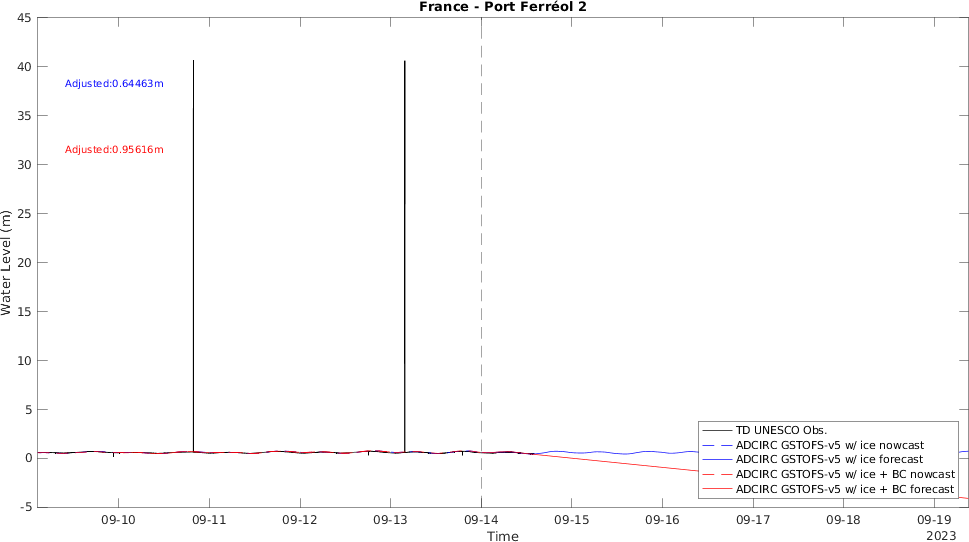 France - Port Ferréol 2
45
40
35
30
25
20
15
10
5
0
-5
Water Level (m)
Adjusted:0.64463m
Adjusted:0.95616m
TD UNESCO Obs.
ADCIRC GSTOFS-v5 w/ ice nowcast
ADCIRC GSTOFS-v5 w/ ice forecast
ADCIRC GSTOFS-v5 w/ ice + BC nowcast
ADCIRC GSTOFS-v5 w/ ice + BC forecast
09-10 09-11 09-12 09-13 09-14 09-15 09-16 09-17 09-18 09-19
Time
2023